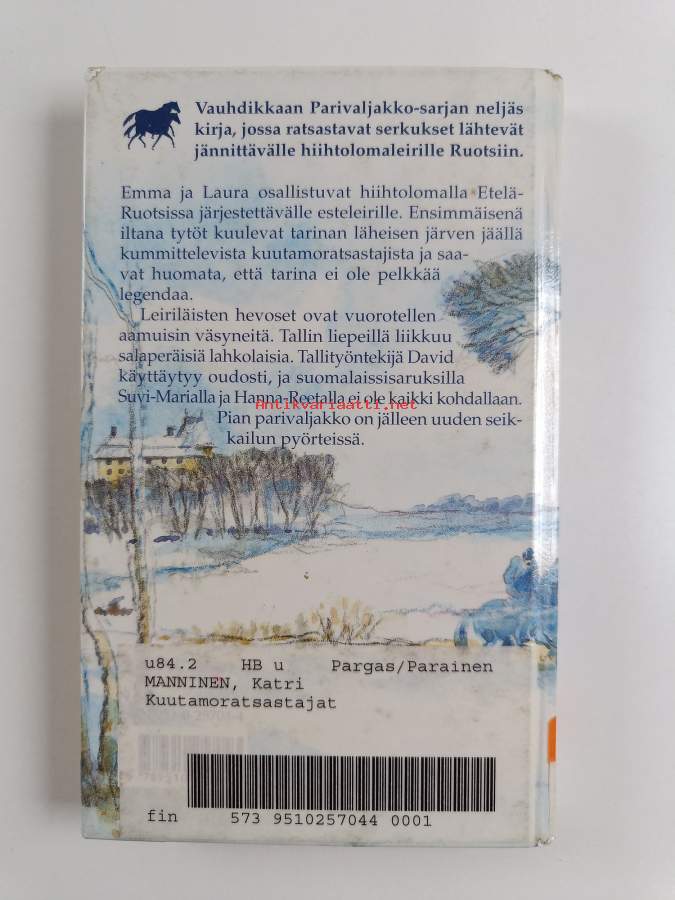 Vauhdikkaan Parivaljakko-sarjan neljäs
kirja, jossa ratsastavat serkukset lähtevät
jännittävälle hiihtolomaleirille Ruotsiin.
Emma ja Laura osallistuvat hiihtolomalla Etelä-
Ruotsissa järjestettävälle esteleirille. Ensimmäisenä
iltana tytöt kuulevat tarinan läheisen järven jäällä
kummittelevista kuutamoratsastajista ja saa-
vat huomata, että tarina ei ole pelkkää
legendaa.
Leiriläisten hevoset ovat vuorotellen
aamuisin väsyneitä. Tallin liepeillä liikkuu
salaperäisiä lahkolaisia. Tallityöntekijä David
käyttäytyy oudosti, ja suomalaissisaruksilla
Suvi-Marialla ja Hanna-Reetalla ei ole kaikki kohdallaan.
Antikvariaatti.net
Pian parivaljakko on jälleen uuden seik-
kailun pyörteissä.
u84.2 HB u Pargas/Parainen
MANNINEN, Katri
Kuutamoratsastajat
fin 573 9510257044 0001